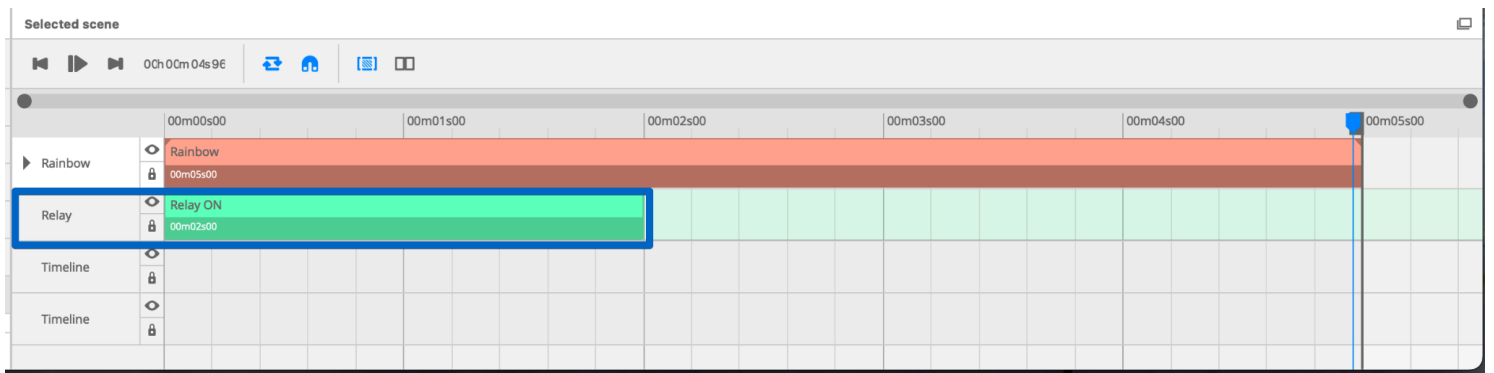 Selected scene
00h00m04s96
00m00s00 00m01s00 00m02s00 00m03s00 00m04s00 00m05s00
Rainbow
Rainbow
00m05s00
Relay
Relay ON
00m02s00
Timeline
Timeline